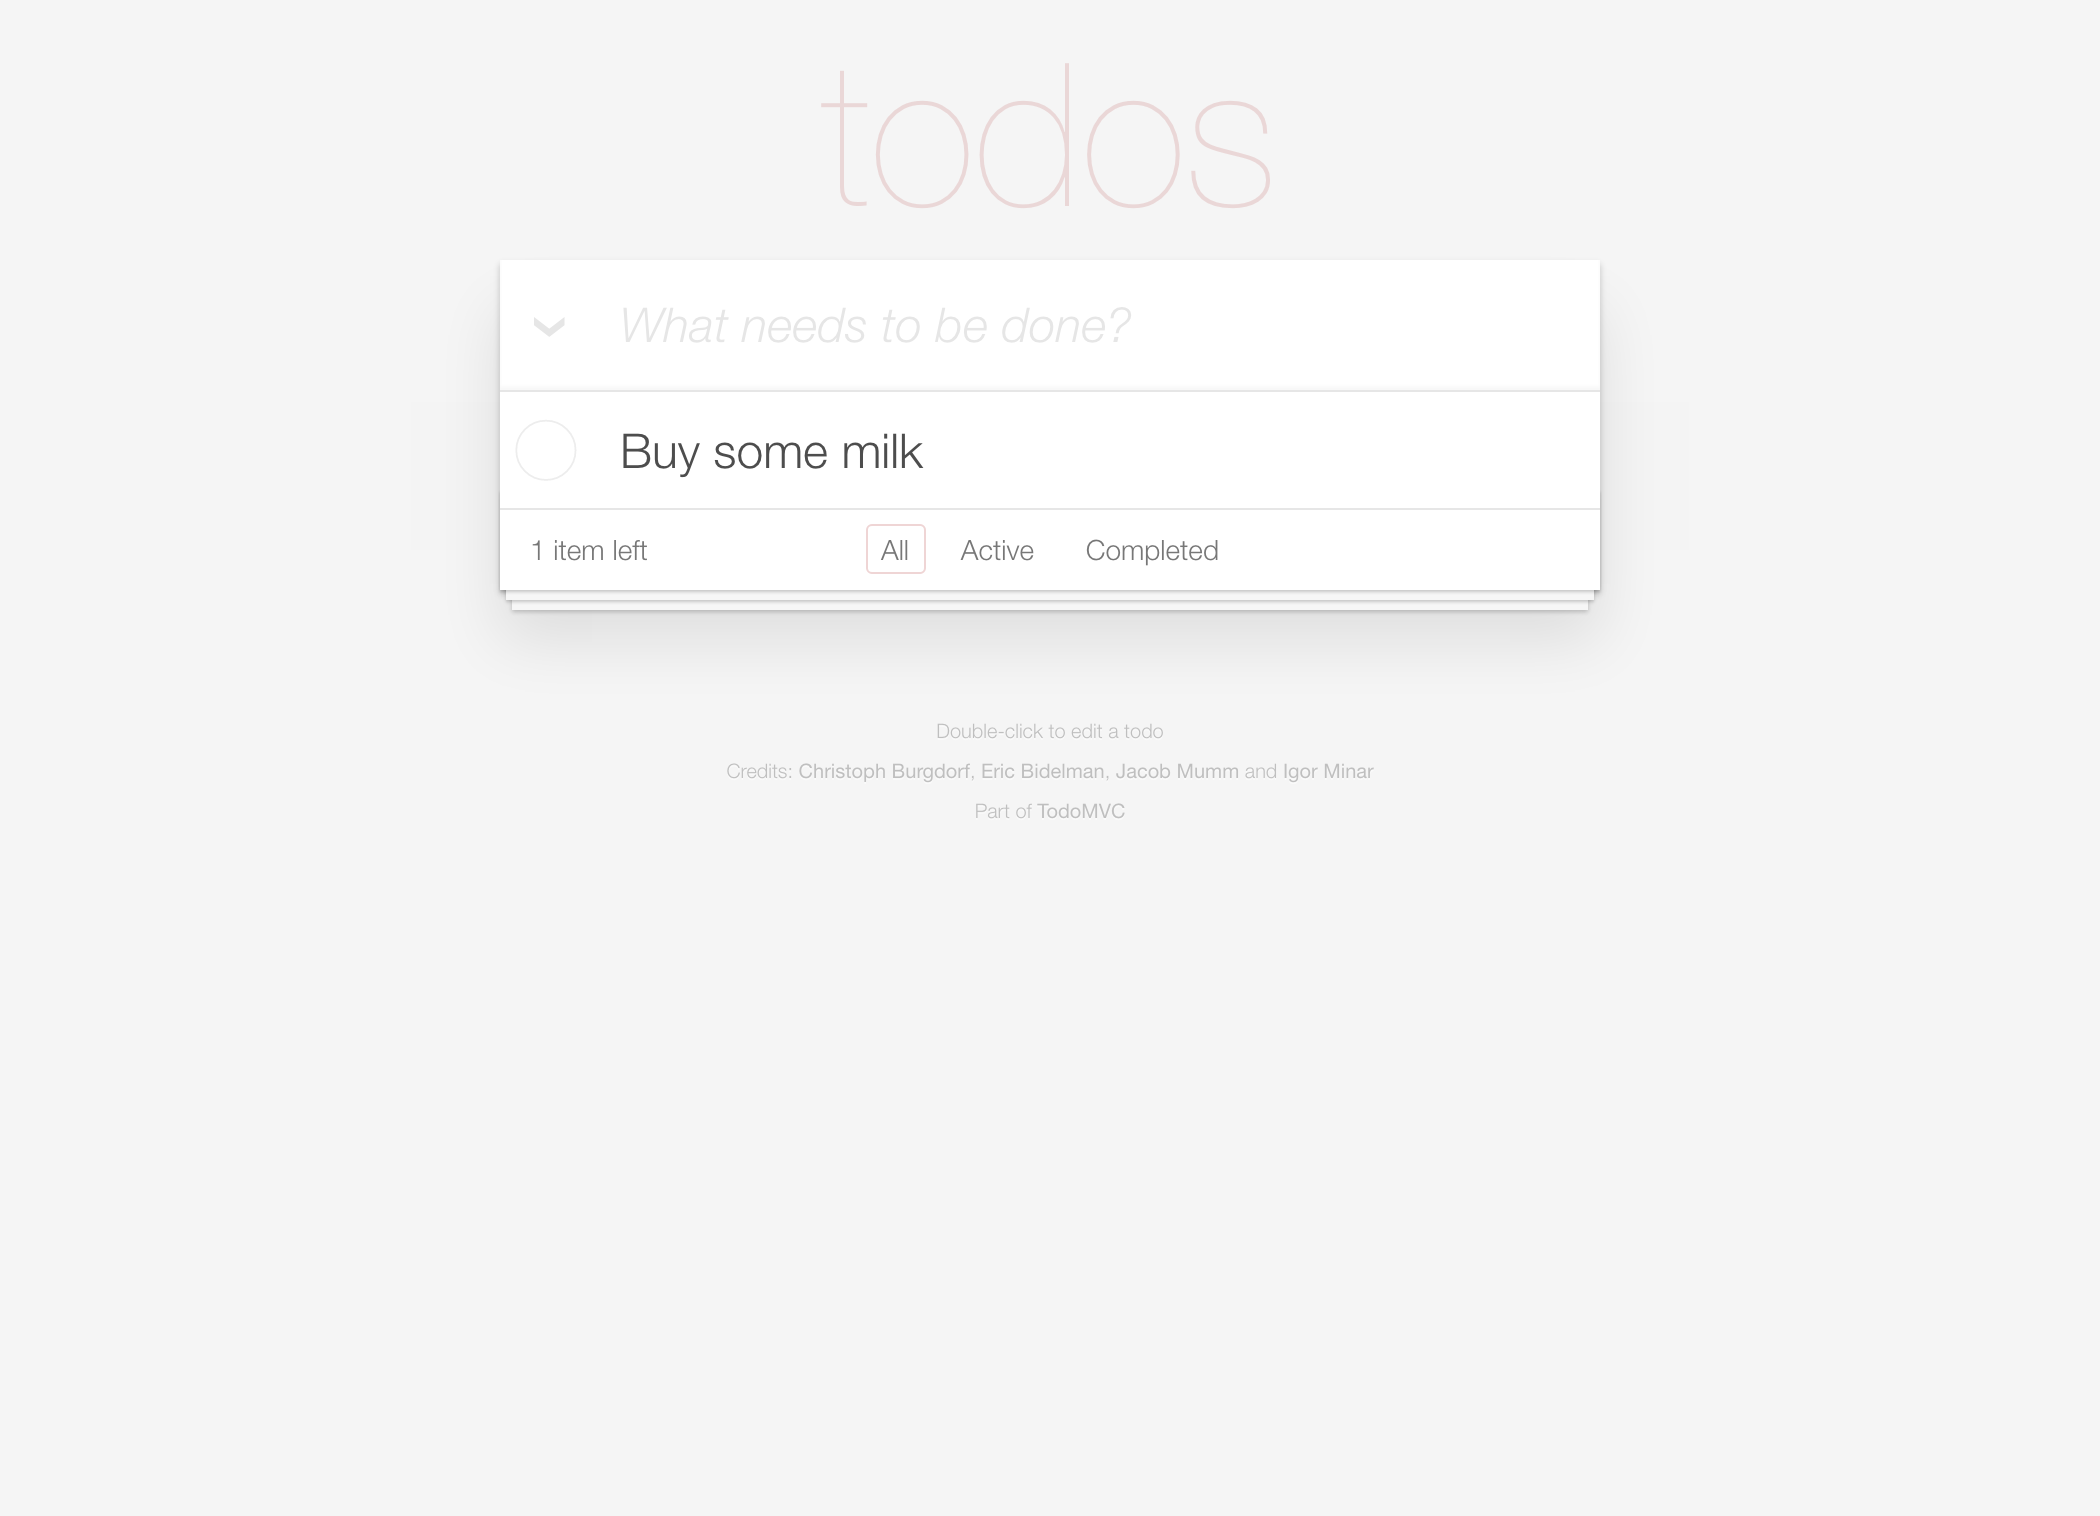 todos
What needs to be done?
Buy some milk
1 item left All Active Completed
Double-click to edit a todo
Credits: Christoph Burgdorf, Eric Bidelman, Jacob Mumm and Igor Minar
Part of TodoMVC